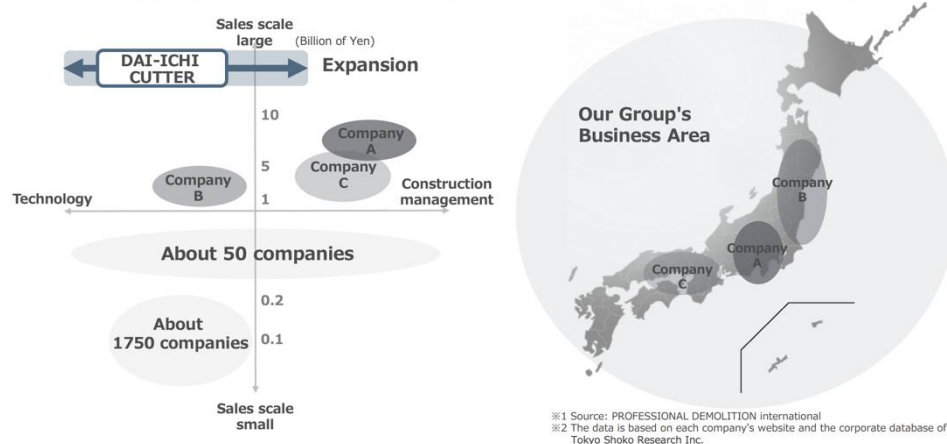 Sales scale
large
(Billion of Yen)
DAI-ICHI
CUTTER
Expansion
10
Company
A
5
Company
C
Company
B
1
Technology
Construction
management
About 50 companies
0.2
About
1750 companies
0.1
Sales scale
small
Our Group's
Business Area
Company
B
Company
A
Company
C
※1 Source: PROFESSIONAL DEMOLITION international
※2 The data is based on each company's website and the corporate database of
Tokyo Shoko Research Inc.